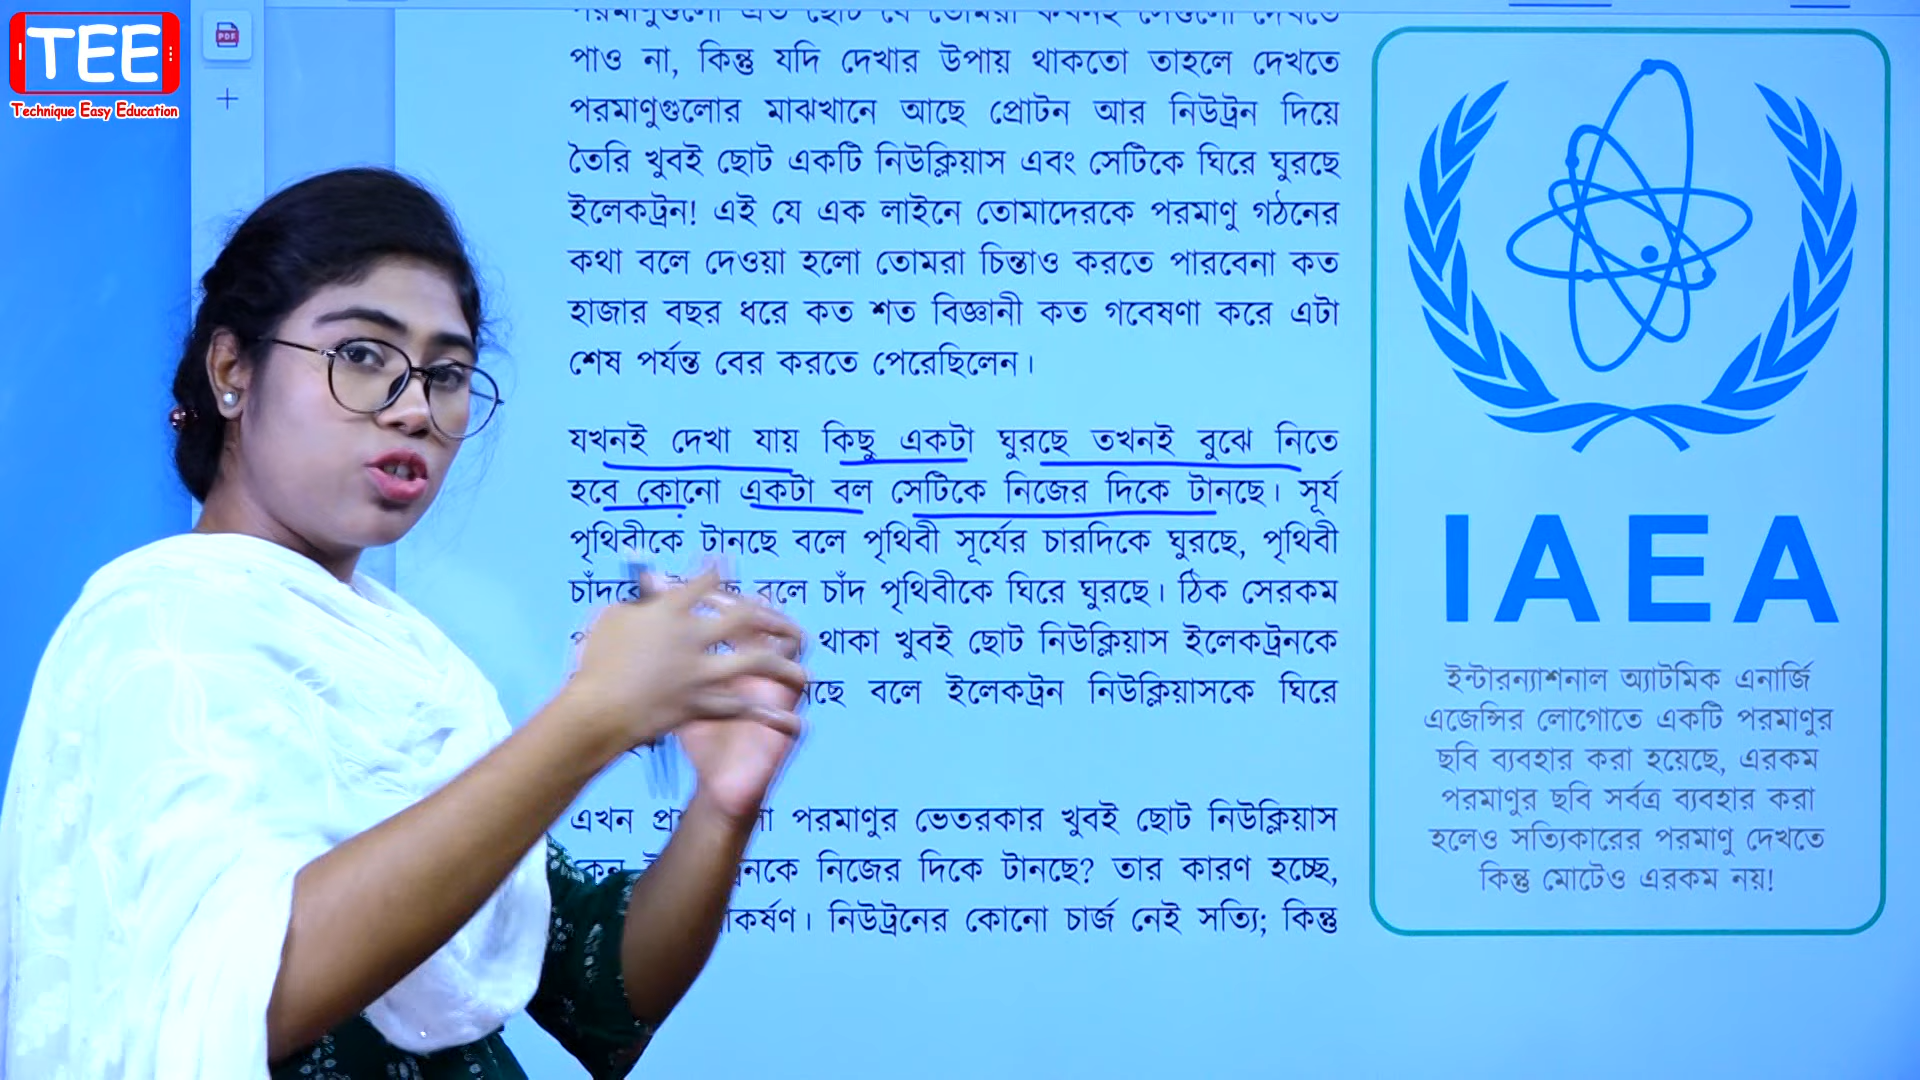 TEE
Technique Easy Education
PDF
পাও না, কিন্তু যদি দেখার উপায় থাকতো তাহলে দেখতে
পরমাণুগুলোর মাঝখানে আছে প্রোটন আর নিউট্রন দিয়ে
তৈরি খুবই ছোট একটি নিউক্লিয়াস এবং সেটিকে ঘিরে ঘুরছে
ইলেকট্রন! এই যে এক লাইনে তোমাদেরকে পরমাণু গঠনের
কথা বলে দেওয়া হলো তোমরা চিন্তাও করতে পারবেনা কত
হাজার বছর ধরে কত শত বিজ্ঞানী কত গবেষণা করে এটা
শেষ পর্যন্ত বের করতে পেরেছিলেন।
যখনই দেখা যায় কিছু একটা ঘুরছে তখনই বুঝে নিতে
হবে কোনো একটা বল সেটিকে নিজের দিকে টানছে। সূর্য
পৃথিবীকে টানছে বলে পৃথিবী সূর্যের চারদিকে ঘুরছে, পৃথিবী
বলে চাঁদ পৃথিবীকে ঘিরে ঘুরছে। ঠিক সেরকম
থাকা খুবই ছোট নিউক্লিয়াস ইলেকট্রনকে
বলে ইলেকট্রন নিউক্লিয়াসকে ঘিরে
এখন পরমাণুর ভেতরকার খুবই ছোট নিউক্লিয়াস
নিজের দিকে টানছে? তার কারণ হচ্ছে,
নিউট্রনের কোনো চার্জ নেই সত্যি; কিন্তু
IAEA
ইন্টারন্যাশনাল অ্যাটমিক এনার্জি
এজেন্সির লোগোতে একটি পরমাণুর
ছবি ব্যবহার করা হয়েছে, এরকম
পরমাণুর ছবি সর্বত্র ব্যবহার করা
হলেও সত্যিকারের পরমাণু দেখতে
কিন্তু মোটেও এরকম নয়!